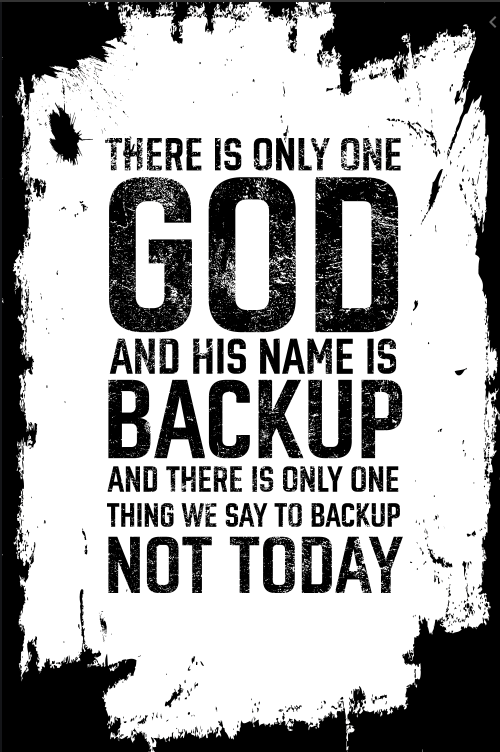 THERE IS ONLY ONE
GOD
AND HIS NAME IS
BACKUP
AND THERE IS ONLY ONE
THING WE SAY TO BACKUP
NOT TODAY